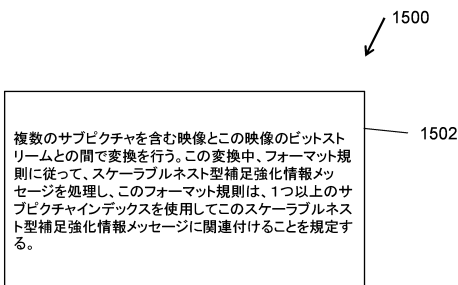 1500
1502
複数のサブピクチャを含む映像とこの映像のビットスト
リームとの間で変換を行う。この変換中、フォーマット規
則に従って、スケーラブルネスト型補足強化情報メッ
セージを処理し、このフォーマット規則は、1つ以上のサ
ブピクチャインデックスを使用してこのスケーラブルネス
ト型補足強化情報メッセージに関連付けることを規定す
る。